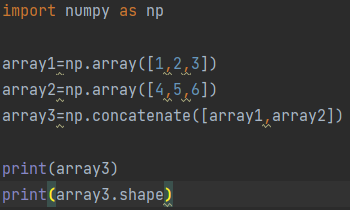 import numpy as np
array1=np.array([1,2,3])
array2=np.array([4,5,6])
array3=np.concatenate([array1,array2])
print(array3)
print(array3.shape)